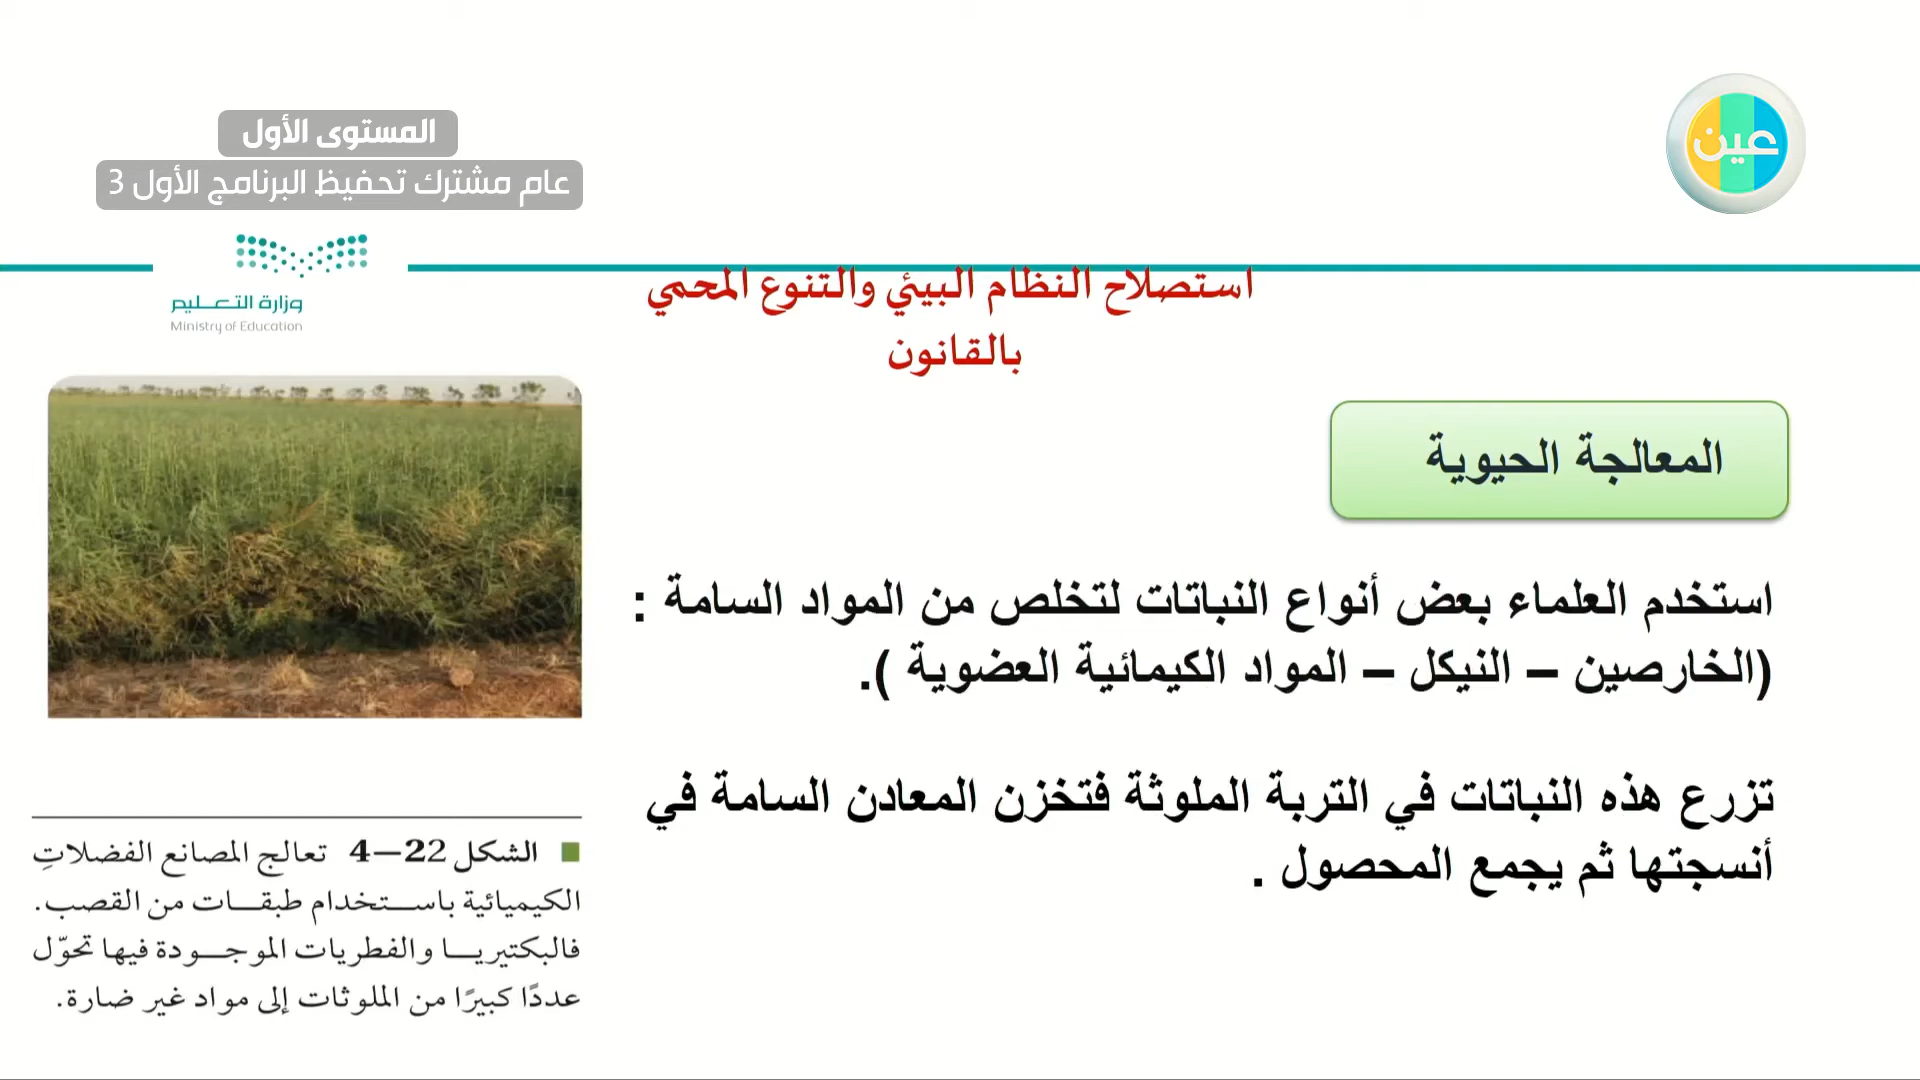 المستوى الأول
عام مشترك تحفيظ البرنامج الأول 3
عين
وزارة التعليم
Ministry of Education
استصلاح النظام البيئي والتنوع المحمي
بالقانون
المعالجة الحيوية
استخدم العلماء بعض أنواع النباتات لتخلص من المواد السامة :
(الخارصين – النيكل – المواد الكيمائية العضوية ).
تزرع هذه النباتات في التربة الملوثة فتخزن المعادن السامة في
أنسجتها ثم يجمع المحصول .
الشكل 22–4 تعالج المصانع الفضلاتِ
الكيميائية باستخدام طبقات من القصب.
فالبكتيريا والفطريات الموجودة فيها تحوّل
عددًا كبيرًا من الملوثات إلى مواد غير ضارة.